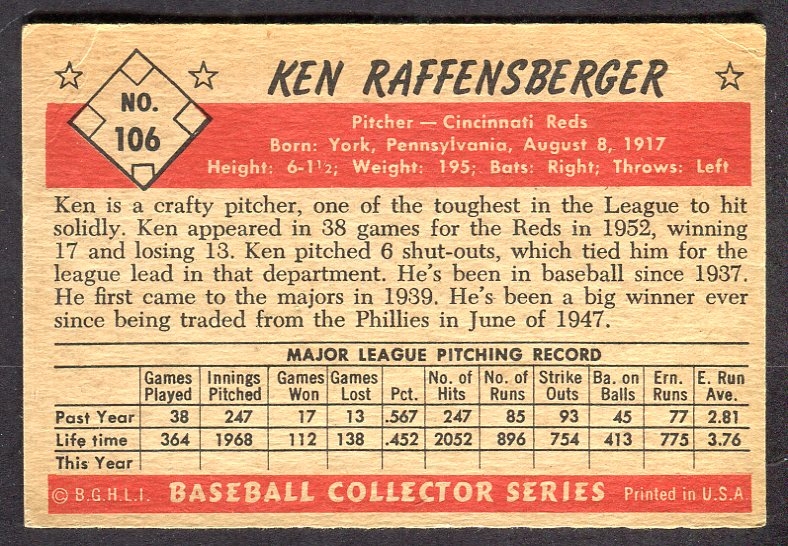 KEN RAFFENSBERGER
NO.
106
Pitcher — Cincinnati Reds
Born: York, Pennsylvania, August 8, 1917
Height: 6-1½; Weight: 195; Bats: Right; Throws: Left
Ken is a crafty pitcher, one of the toughest in the League to hit
solidly. Ken appeared in 38 games for the Reds in 1952, winning
17 and losing 13. Ken pitched 6 shut-outs, which tied him for the
league lead in that department. He's been in baseball since 1937.
He first came to the majors in 1939. He's been a big winner ever
since being traded from the Phillies in June of 1947.
MAJOR LEAGUE PITCHING RECORD
Games Innings Games Games No. of No. of Strike Ba. on Ern. E. Run
Played Pitched Won Lost Pct. Hits Runs Outs Balls Runs Ave.
Past Year 38 247 17 13 .567 247 85 93 45 77 2.81
Life time 364 1968 112 138 .452 2052 896 754 413 775 3.76
This Year
© B.G.H.L.I. BASEBALL COLLECTOR SERIES Printed in U.S.A.